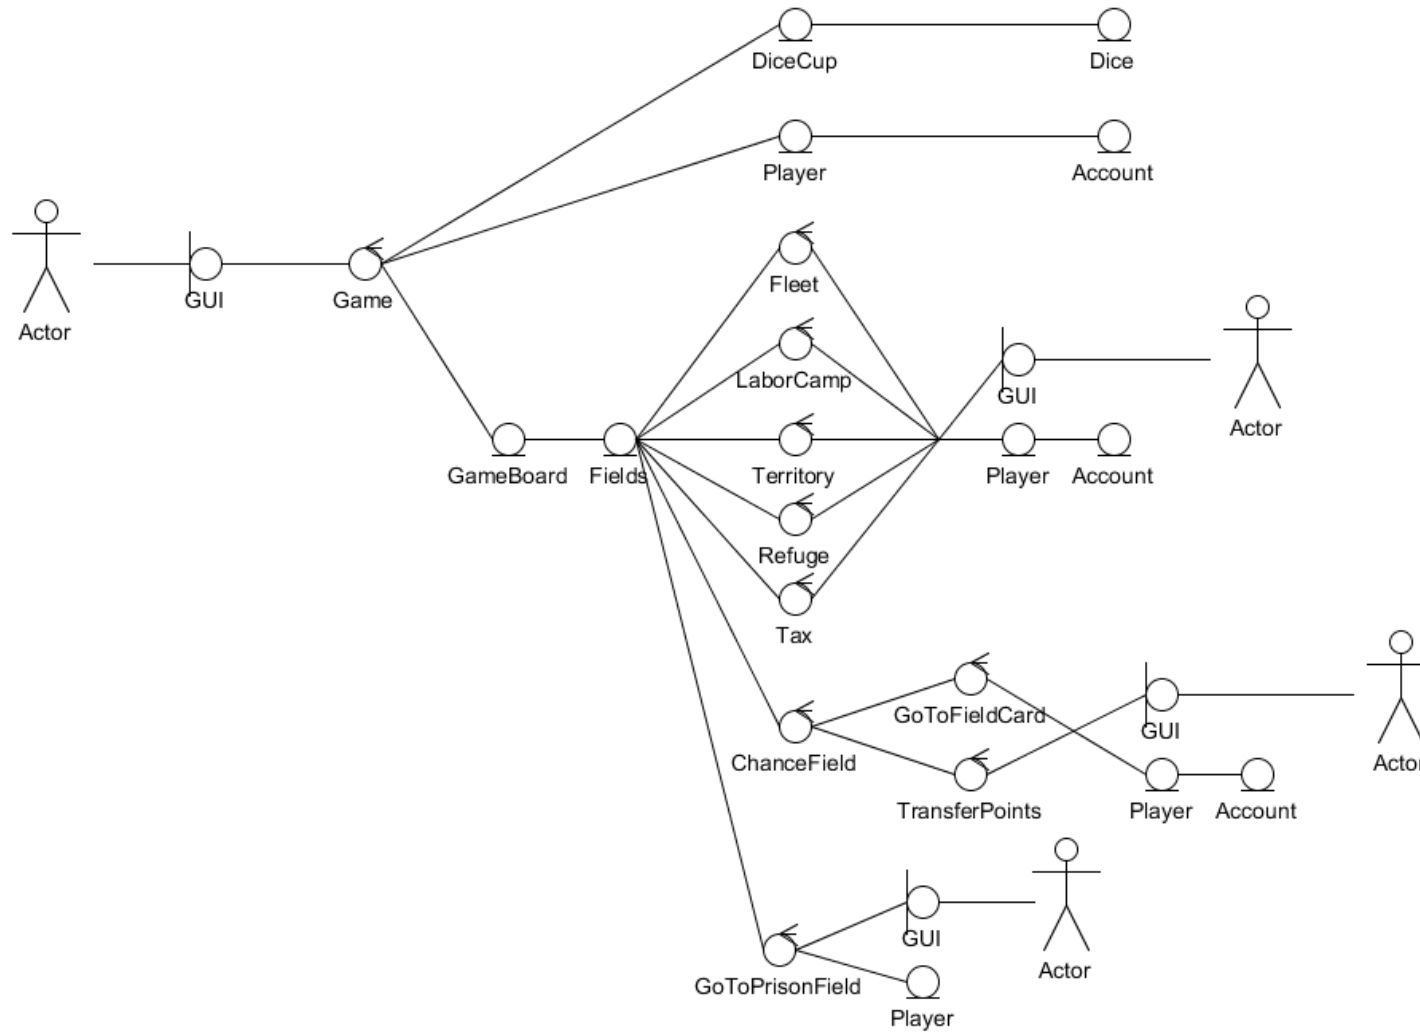 DiceCup
Dice
Player
Account
Actor
GUI
Game
Fleet
LaborCamp
GUI
Actor
GameBoard
Fields
Territory
Player
Account
Refuge
Tax
ChanceField
GoToFieldCard
GUI
Actor
TransferPoints
Player
Account
GoToPrisonField
GUI
Actor
Player